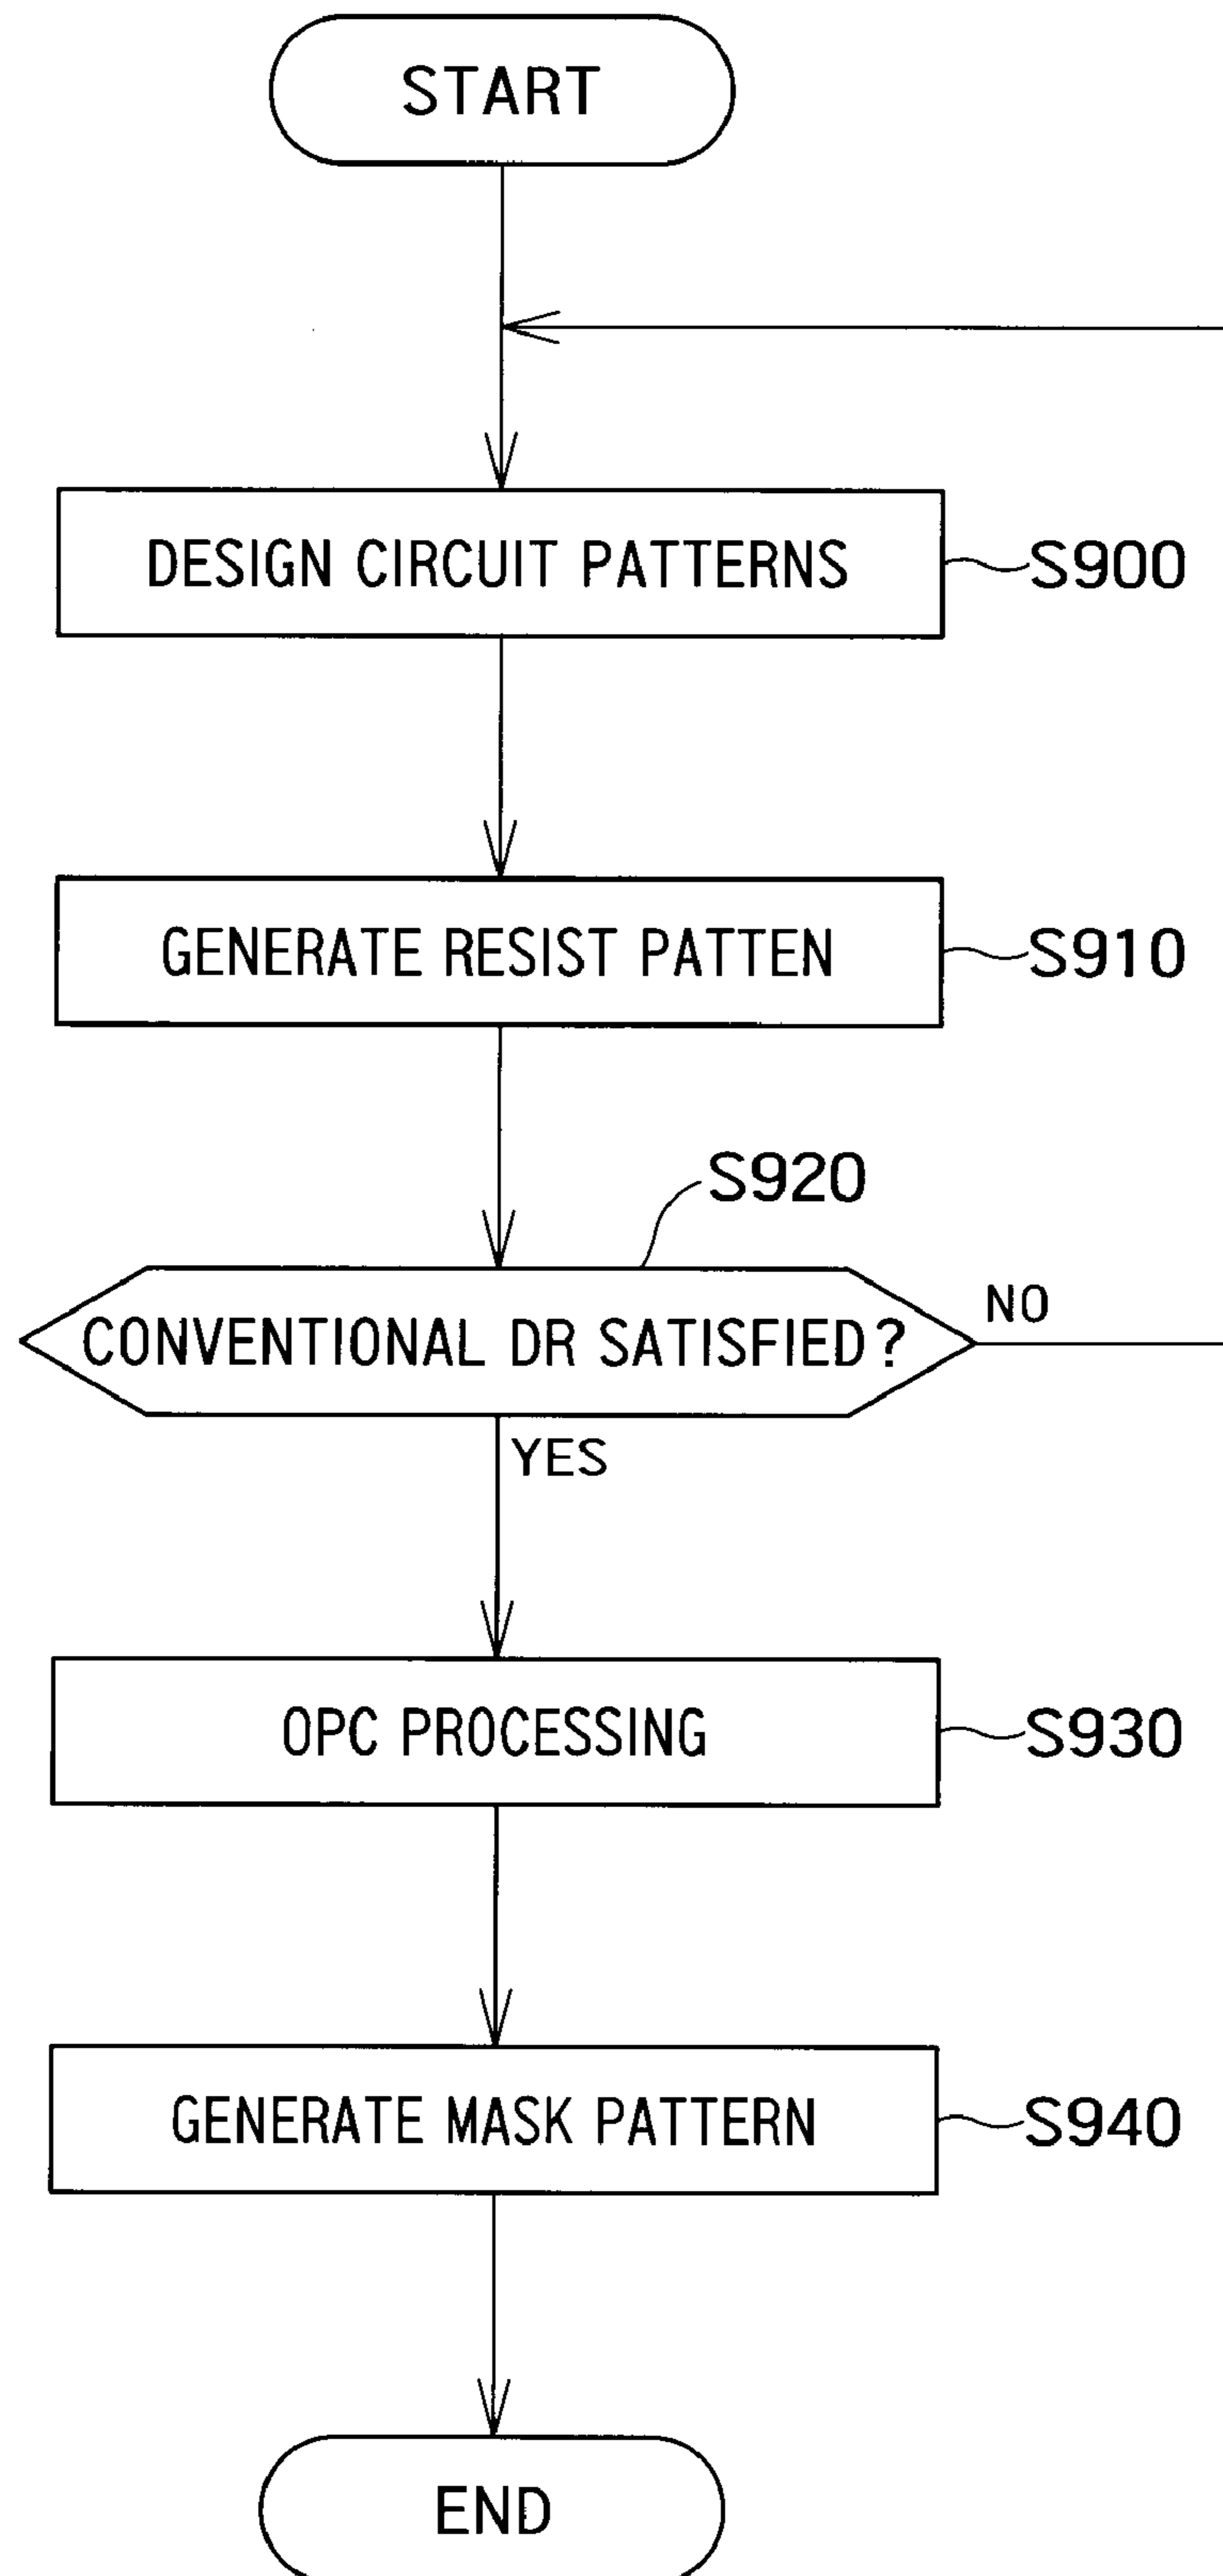 START
DESIGN CIRCUIT PATTERNS
S900
GENERATE RESIST PATTEN
S910
S920
CONVENTIONAL DR SATISFIED?
NO
YES
OPC PROCESSING
S930
GENERATE MASK PATTERN
S940
END